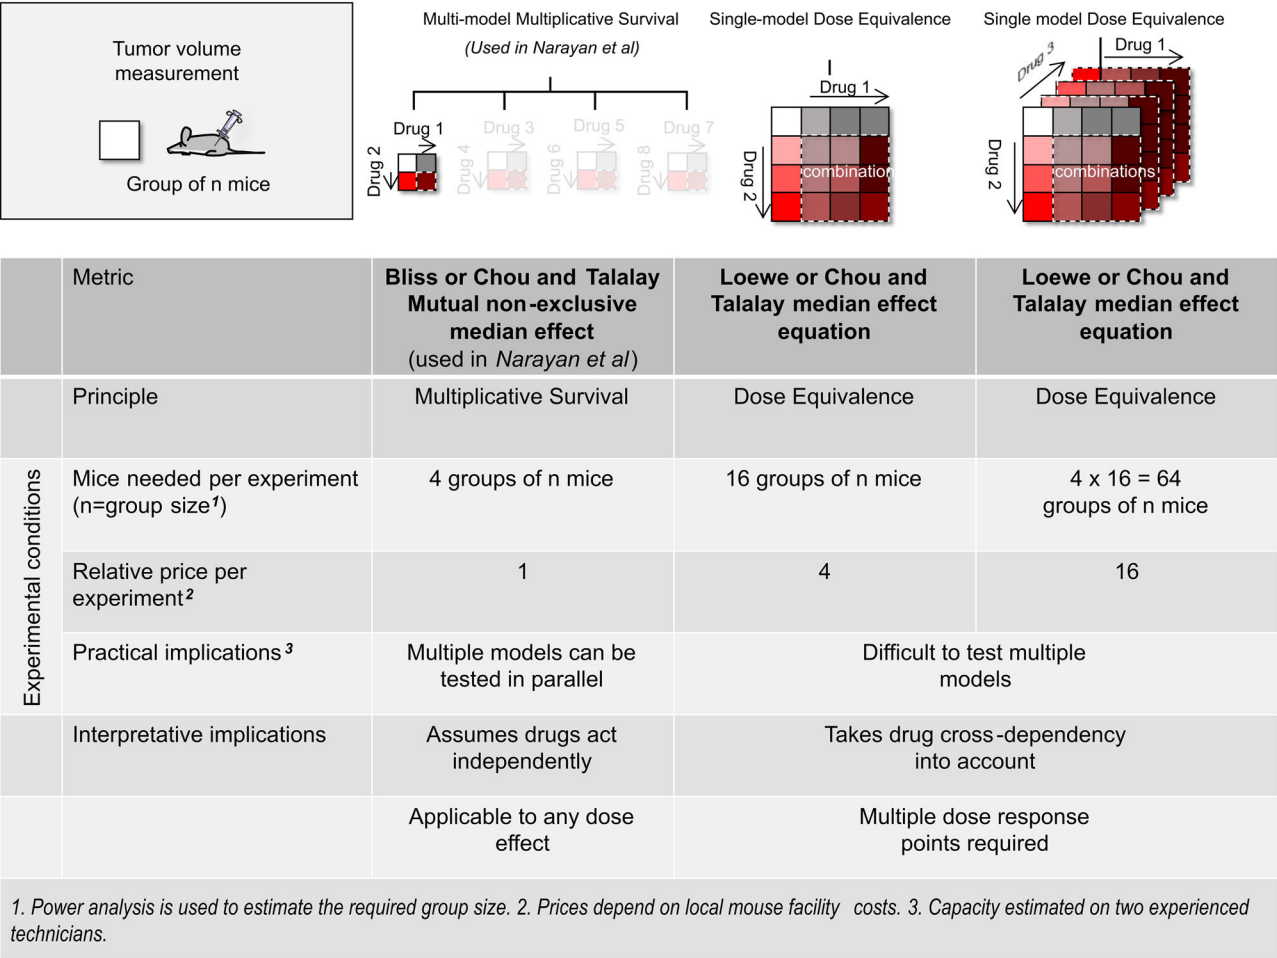 Tumor volume
measurement
Group of n mice
Multi-model Multiplicative Survival
(Used in Narayan et al)
Drug 1
Drug 2
Drug 3
Drug 4
Drug 5
Drug 6
Drug 7
Drug 8
Single-model Dose Equivalence
Drug 1
Drug 2
combination
Single model Dose Equivalence
Drug 3
Drug 1
Drug 2
combinations
Metric
Bliss or Chou and Talalay
Mutual non-exclusive
median effect
(used in Narayan et al)
Loewe or Chou and
Talalay median effect
equation
Loewe or Chou and
Talalay median effect
equation
Principle
Multiplicative Survival
Dose Equivalence
Dose Equivalence
Experimental conditions
Mice needed per experiment
(n=group size1)
4 groups of n mice
16 groups of n mice
4 x 16 = 64
groups of n mice
Relative price per
experiment2
1
4
16
Practical implications3
Multiple models can be
tested in parallel
Difficult to test multiple
models
Interpretative implications
Assumes drugs act
independently
Takes drug cross-dependency
into account
Applicable to any dose
effect
Multiple dose response
points required
1. Power analysis is used to estimate the required group size. 2. Prices depend on local mouse facility costs. 3. Capacity estimated on two experienced
technicians.